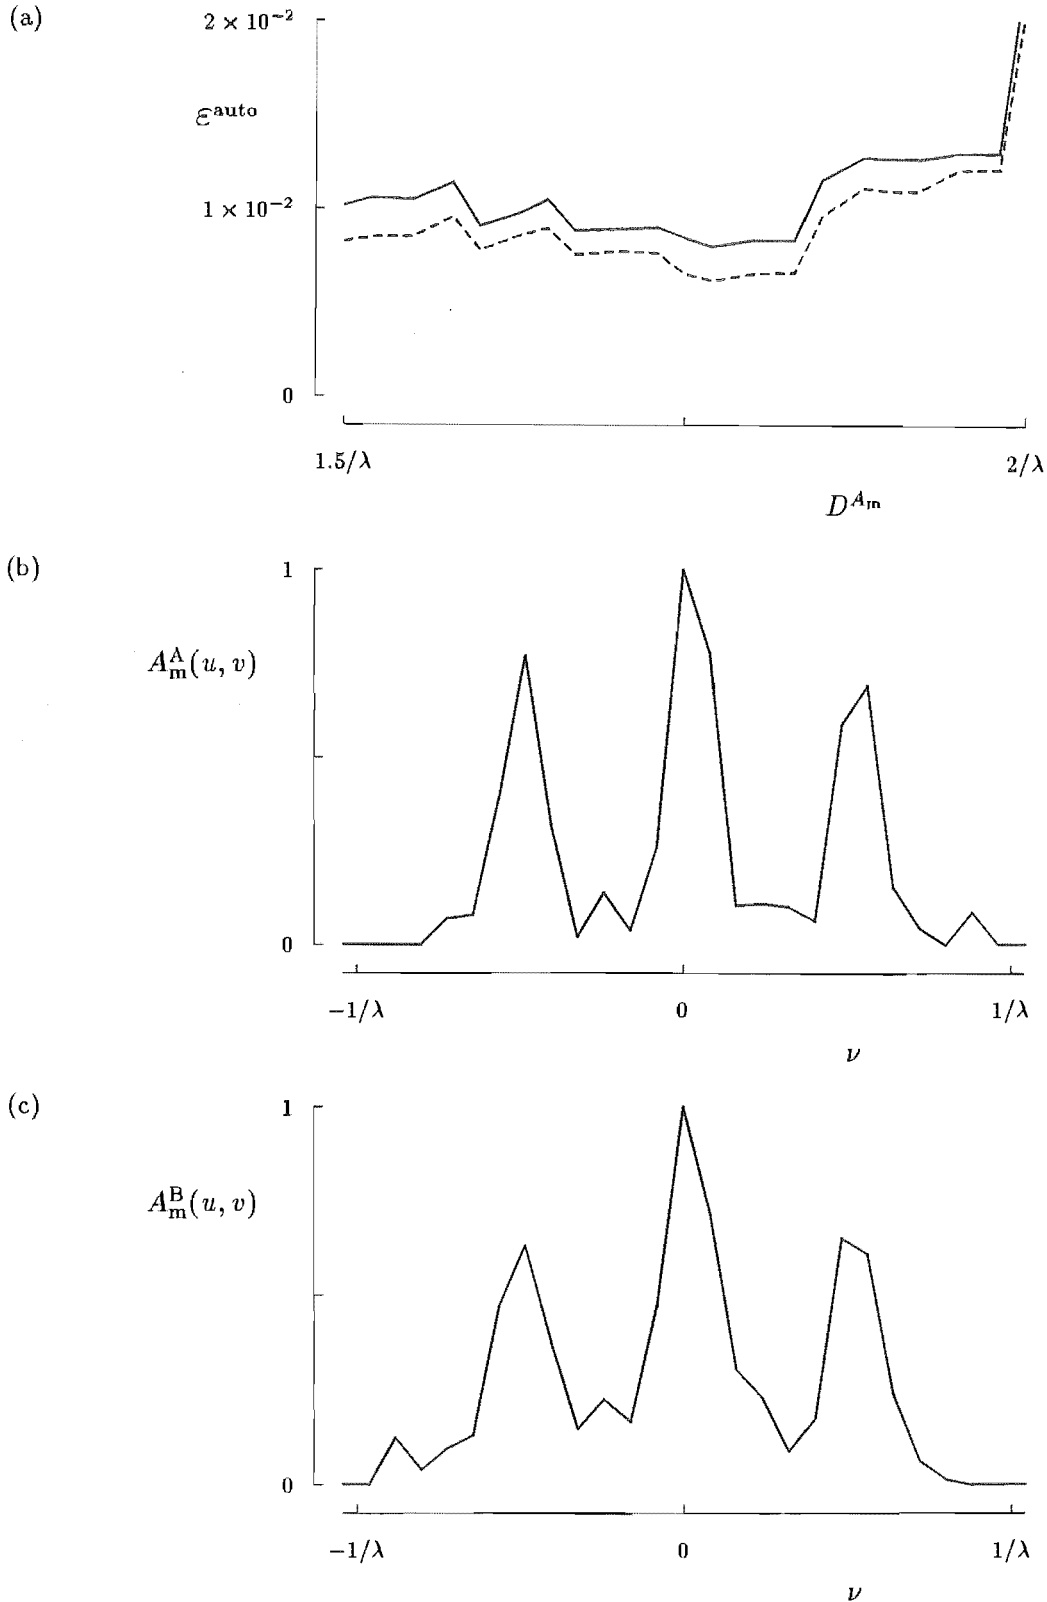 (a)
2 × 10⁻²
ε^auto
1 × 10⁻²
0
1.5/λ
2/λ
D^{A_m}
(b)
1
A_m^A(u, v)
0
−1/λ
0
1/λ
ν
(c)
1
A_m^B(u, v)
0
−1/λ
0
1/λ
ν